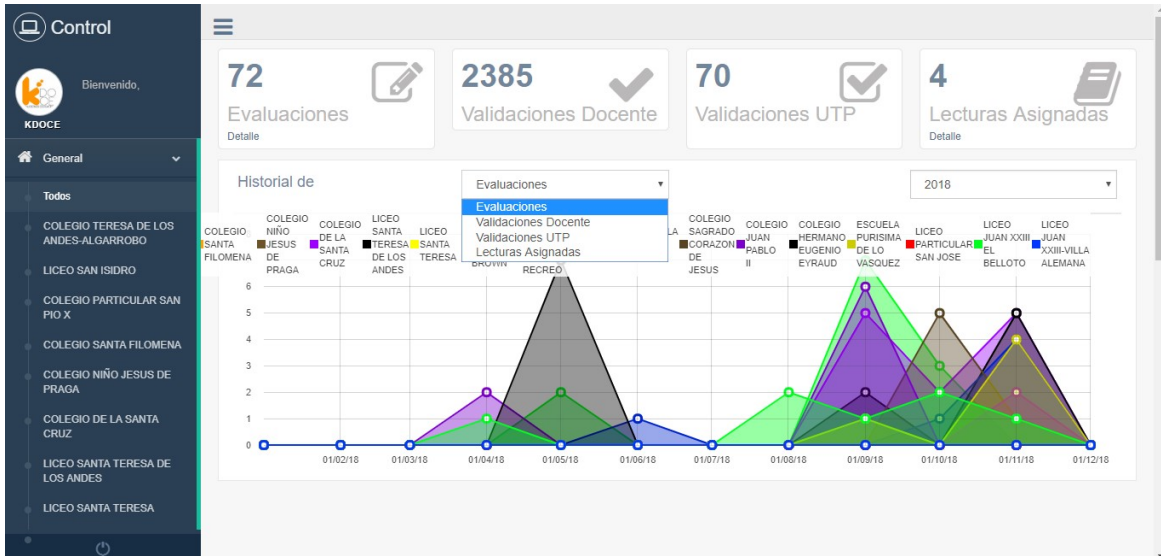 Control
Bienvenido,
KDOCE
General
Todos
COLEGIO TERESA DE LOS
ANDES-ALGARROBO
LICEO SAN ISIDRO
COLEGIO PARTICULAR SAN
PIO X
COLEGIO SANTA FILOMENA
COLEGIO NIÑO JESUS DE
PRAGA
COLEGIO DE LA SANTA
CRUZ
LICEO SANTA TERESA DE
LOS ANDES
LICEO SANTA TERESA
72
Evaluaciones
Detalle
2385
Validaciones Docente
70
Validaciones UTP
4
Lecturas Asignadas
Detalle
Historial de
Evaluaciones
2018
Evaluaciones
Validaciones Docente
Validaciones UTP
Lecturas Asignadas
COLEGIO
SANTA
FILOMENA
COLEGIO
NIÑO
JESUS
DE
PRAGA
COLEGIO
DE LA
SANTA
CRUZ
LICEO
SANTA
TERESA
DE LOS
ANDES
LICEO
SANTA
TERESA
BROWN
RECREO
LA
COLEGIO
SAGRADO
CORAZON
DE
JESUS
COLEGIO
JUAN
PABLO
II
COLEGIO
HERMANO
EUGENIO
EYRAUD
ESCUELA
PURISIMA
DE LO
VASQUEZ
LICEO
PARTICULAR
SAN JOSE
LICEO
JUAN XXIII
EL
BELLOTO
LICEO
JUAN
XXIII-VILLA
ALEMANA
6
5
4
3
2
1
0
01/02/18 01/03/18 01/04/18 01/05/18 01/06/18 01/07/18 01/08/18 01/09/18 01/10/18 01/11/18 01/12/18